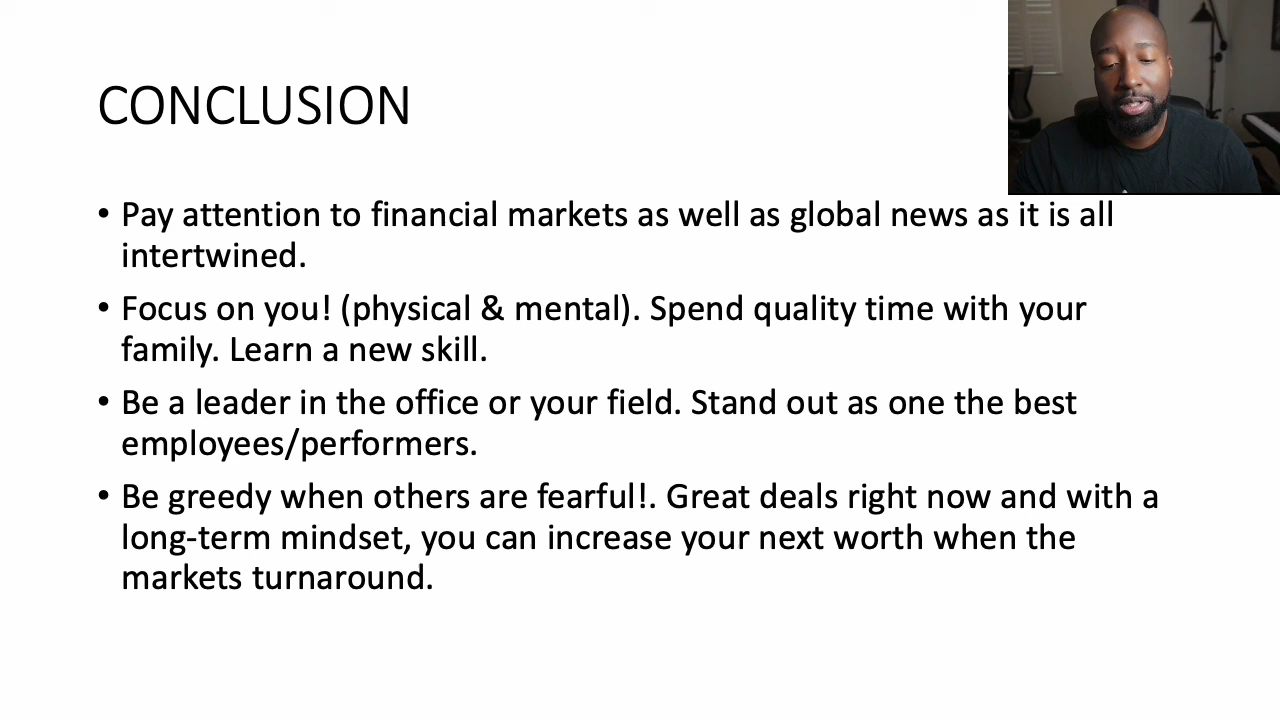 CONCLUSION
• Pay attention to financial markets as well as global news as it is all
intertwined.
• Focus on you! (physical & mental). Spend quality time with your
family. Learn a new skill.
• Be a leader in the office or your field. Stand out as one the best
employees/performers.
• Be greedy when others are fearful!. Great deals right now and with a
long-term mindset, you can increase your next worth when the
markets turnaround.